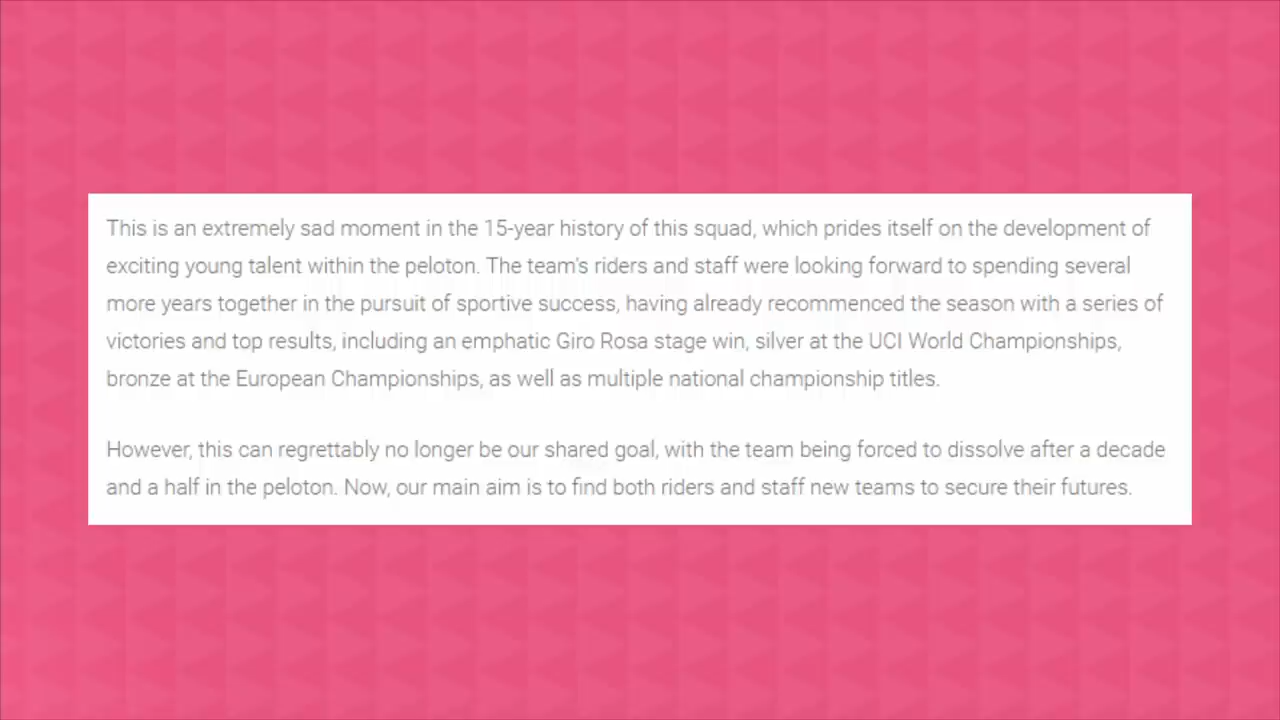 This is an extremely sad moment in the 15-year history of this squad, which prides itself on the development of
exciting young talent within the peloton. The team's riders and staff were looking forward to spending several
more years together in the pursuit of sportive success, having already recommenced the season with a series of
victories and top results, including an emphatic Giro Rosa stage win, silver at the UCI World Championships,
bronze at the European Championships, as well as multiple national championship titles.
However, this can regrettably no longer be our shared goal, with the team being forced to dissolve after a decade
and a half in the peloton. Now, our main aim is to find both riders and staff new teams to secure their futures.